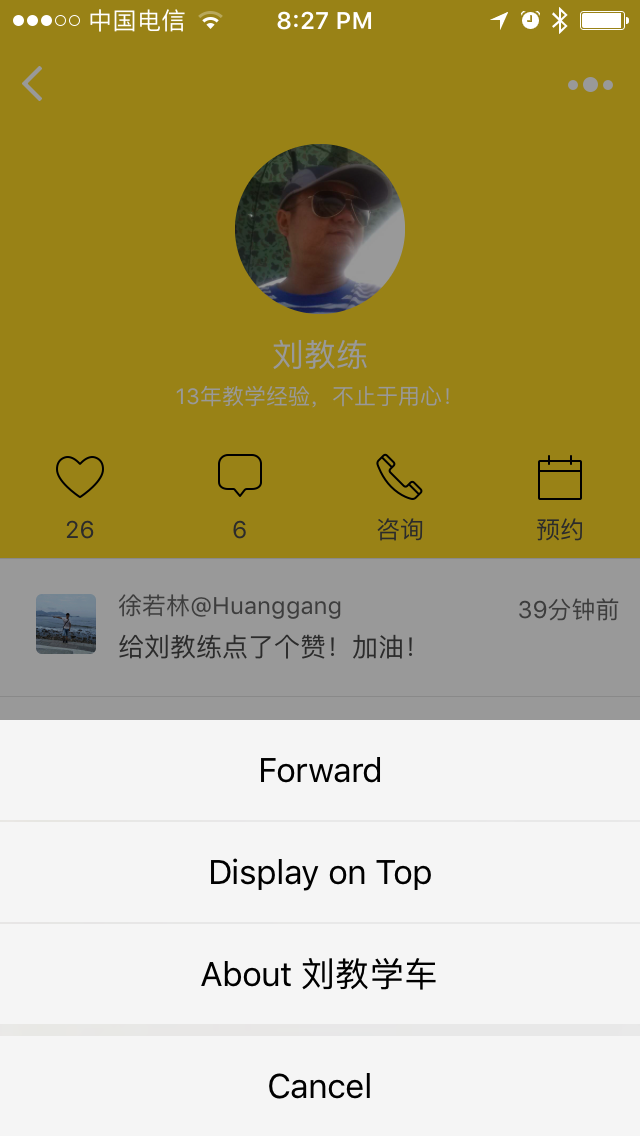 中国电信 8:27 PM
刘教练
13年教学经验，不止于用心！
26 6 咨询 预约
徐若林@Huanggang 39分钟前
给刘教练点了个赞！加油！
Forward
Display on Top
About 刘教学车
Cancel